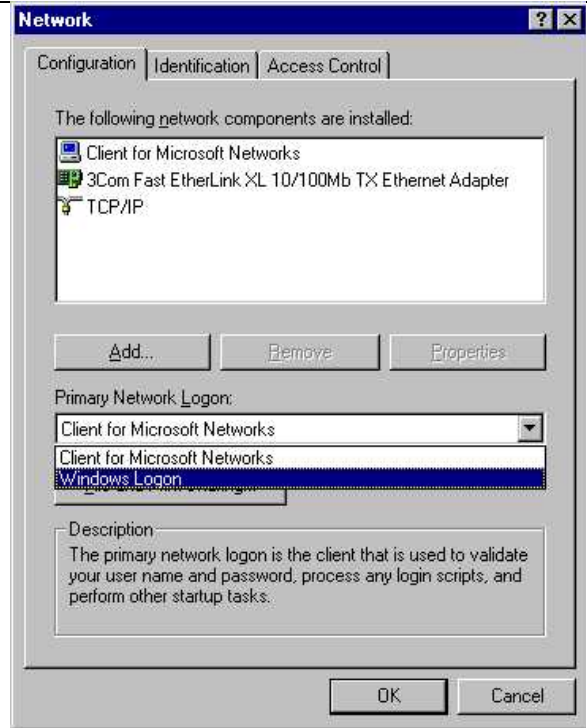 Network
Configuration Identification Access Control
The following network components are installed:
Client for Microsoft Networks
3Com Fast EtherLink XL 10/100Mb TX Ethernet Adapter
TCP/IP
Add... Remove Properties
Primary Network Logon:
Client for Microsoft Networks
Client for Microsoft Networks
Windows Logon
Description
The primary network logon is the client that is used to validate
your user name and password, process any login scripts, and
perform other startup tasks.
OK Cancel